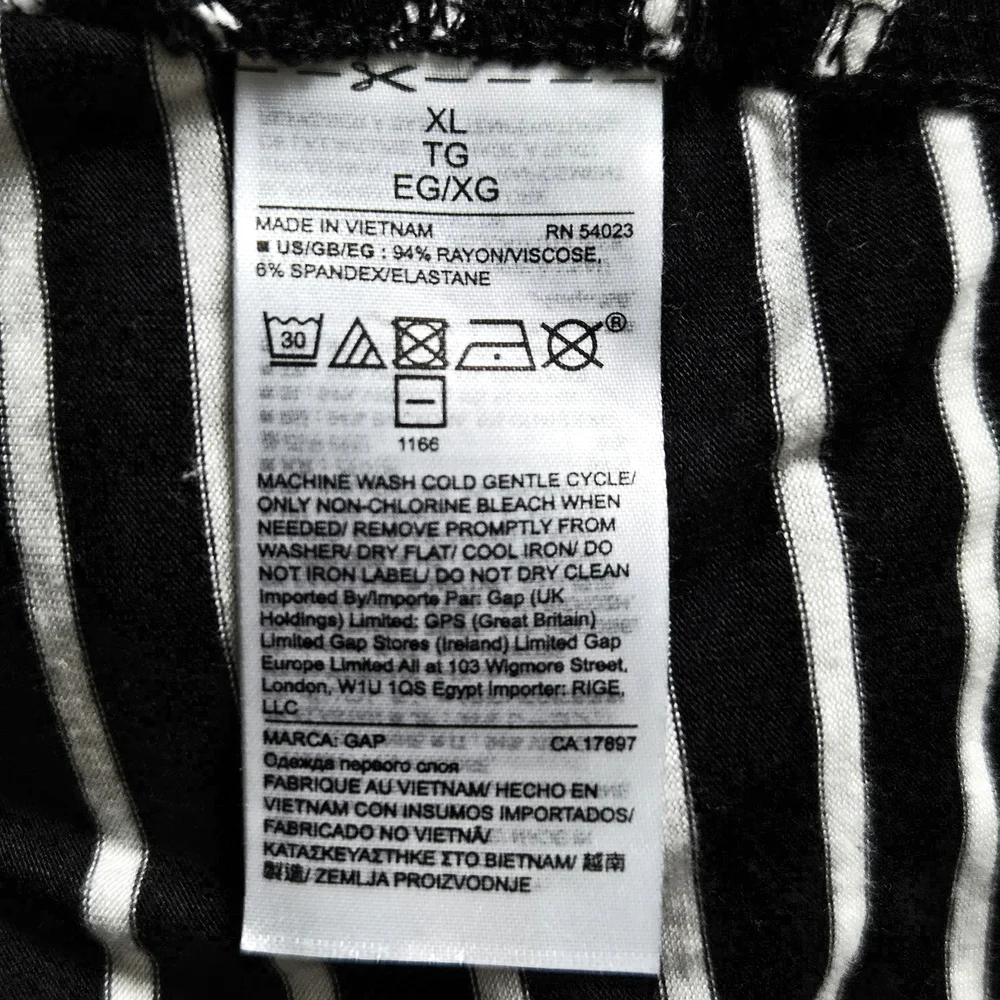 XL
TG
EG/XG
MADE IN VIETNAM RN 54023
■ US/GB/EG : 94% RAYON/VISCOSE,
6% SPANDEX/ELASTANE
30 ®
1166
MACHINE WASH COLD GENTLE CYCLE/
ONLY NON-CHLORINE BLEACH WHEN
NEEDED/ REMOVE PROMPTLY FROM
WASHER/ DRY FLAT/ COOL IRON/ DO
NOT IRON LABEL/ DO NOT DRY CLEAN
Imported By/Importe Par: Gap (UK
Holdings) Limited: GPS (Great Britain)
Limited Gap Stores (Ireland) Limited Gap
Europe Limited All at 103 Wigmore Street,
London, W1U 1QS Egypt Importer: RIGE,
LLC
MARCA: GAP CA 17897
Одежда первого слоя
FABRIQUE AU VIETNAM/ HECHO EN
VIETNAM CON INSUMOS IMPORTADOS/
FABRICADO NO VIETNÃ/
ΚΑΤΑΣΚΕΥΑΣΤΗΚΕ ΣΤΟ ΒΙΕΤΝΑΜ/ 越南
製造/ ZEMLJA PROIZVODNJE